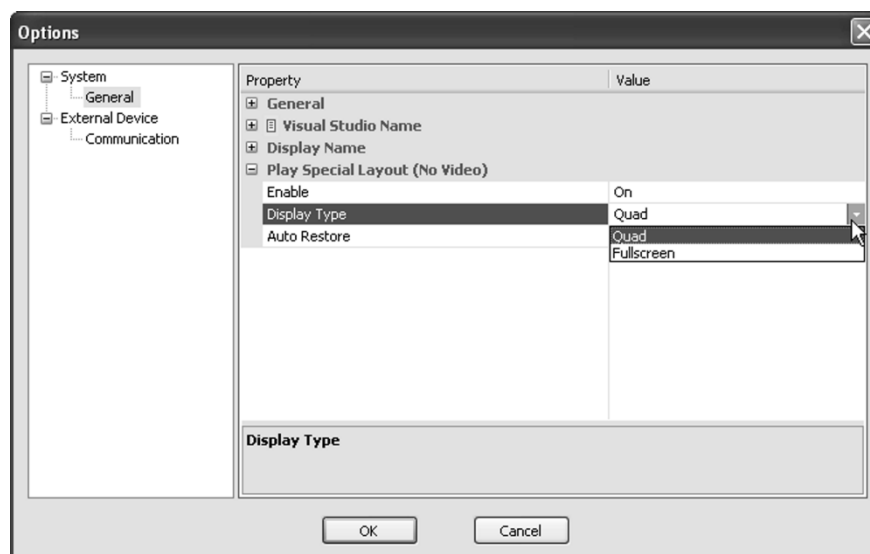 Options
System
General
External Device
Communication
Property Value
General
Visual Studio Name
Display Name
Play Special Layout (No Video)
Enable On
Display Type Quad
Auto Restore
Quad
Fullscreen
Display Type
OK Cancel